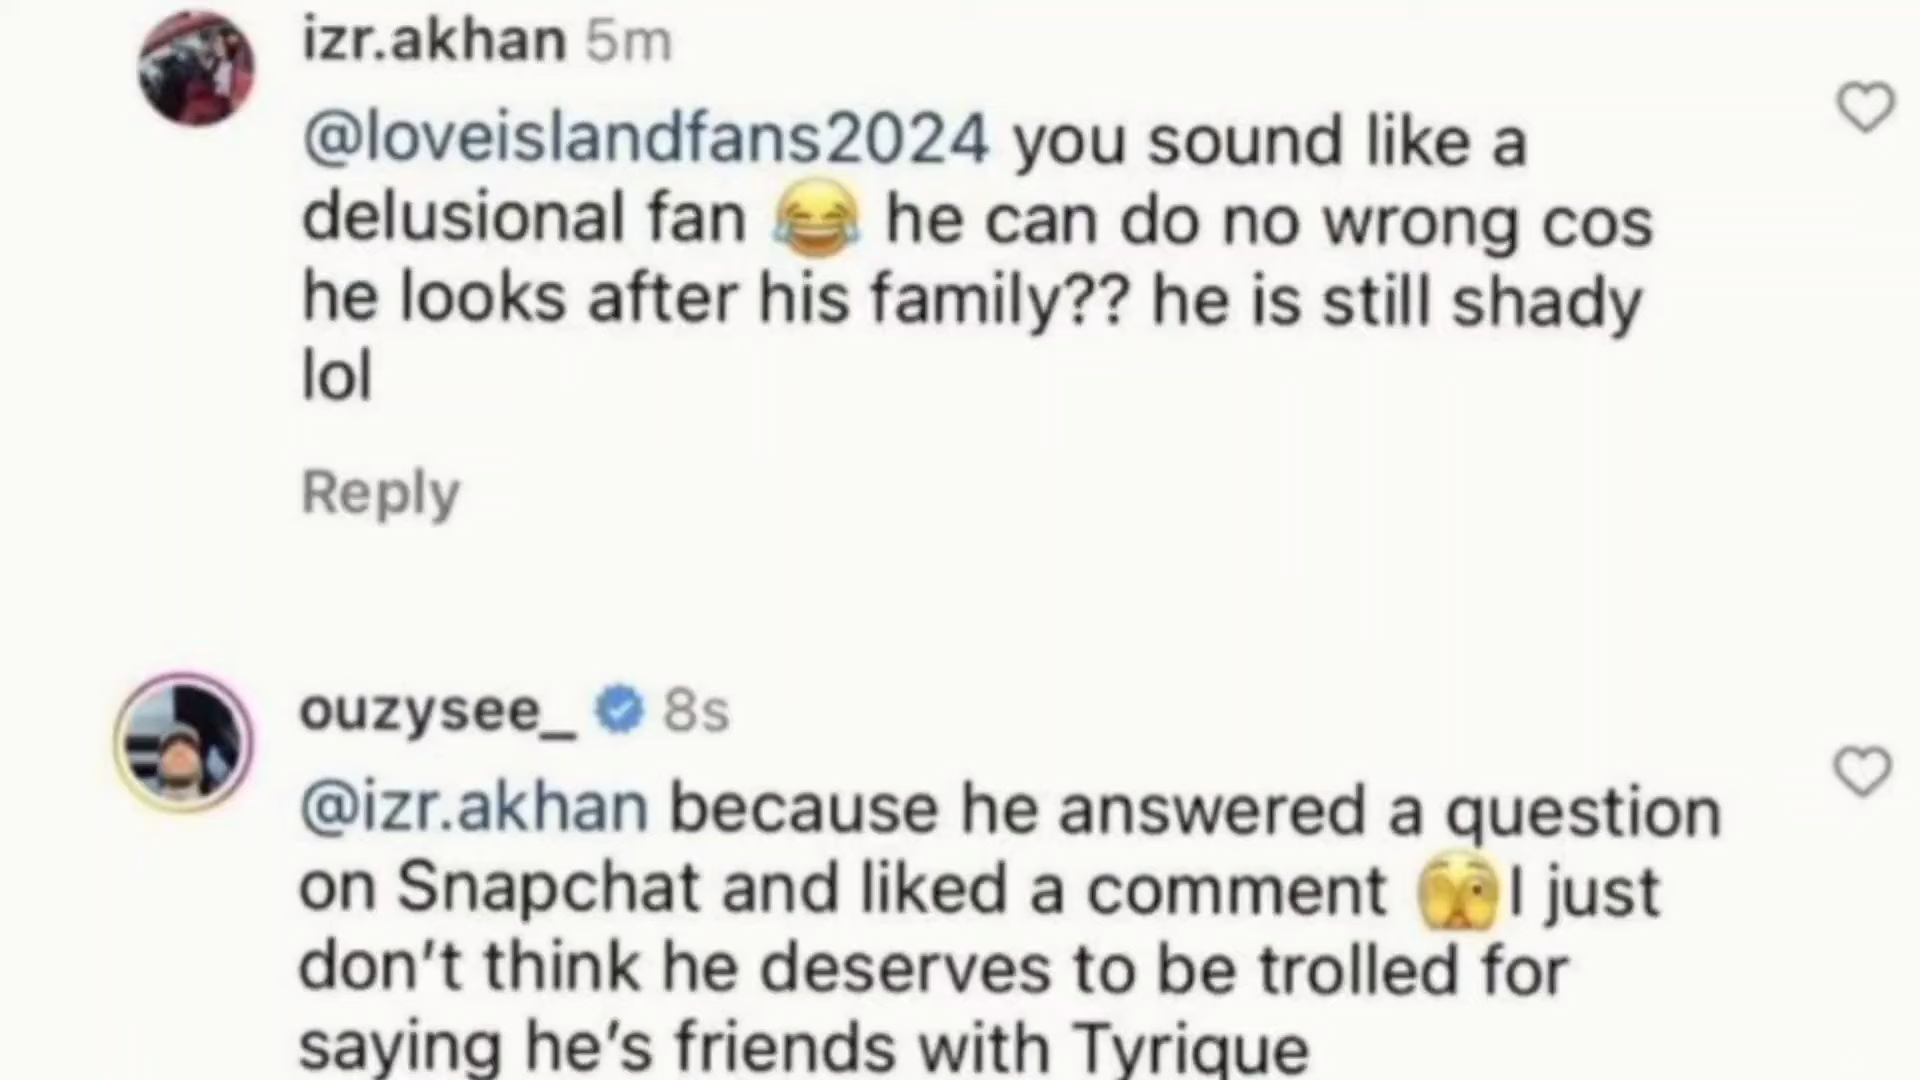 izr.akhan 5m
@loveislandfans2024 you sound like a
delusional fan 😂 he can do no wrong cos
he looks after his family?? he is still shady
lol
Reply
ouzysee_ 8s
@izr.akhan because he answered a question
on Snapchat and liked a comment 🫣I just
don't think he deserves to be trolled for
saying he's friends with Tyrique